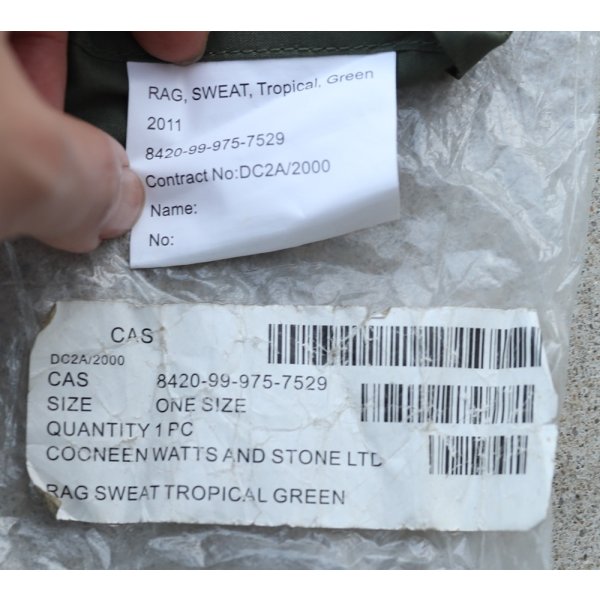 RAG, SWEAT, Tropical, Green
2011
8420-99-975-7529
Contract No:DC2A/2000
Name:
No:
CAS
DC2A/2000
CAS 8420-99-975-7529
SIZE ONE SIZE
QUANTITY 1 PC
COONEEN WATTS AND STONE LTD
RAG SWEAT TROPICAL GREEN